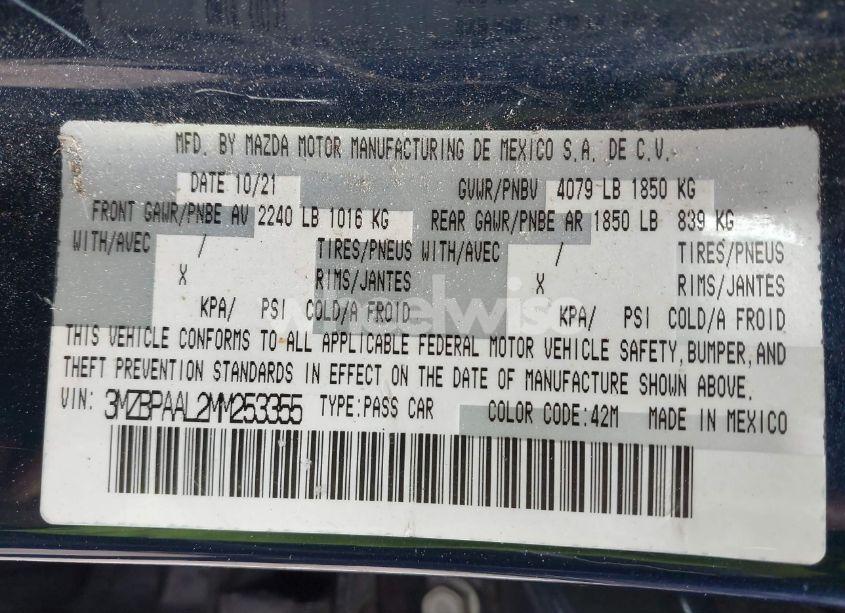 MFD. BY MAZDA MOTOR MANUFACTURING DE MEXICO S.A. DE C.V.
DATE 10/21 GVWR/PNBV 4079 LB 1850 KG
FRONT GAWR/PNBE AV 2240 LB 1016 KG REAR GAWR/PNBE AR 1850 LB 839 KG
WITH/AVEC / TIRES/PNEUS WITH/AVEC / TIRES/PNEUS
X RIMS/JANTES X RIMS/JANTES
KPA/ PSI COLD/A FROID KPA/ PSI COLD/A FROID
wheelwise
THIS VEHICLE CONFORMS TO ALL APPLICABLE FEDERAL MOTOR VEHICLE SAFETY, BUMPER, AND
THEFT PREVENTION STANDARDS IN EFFECT ON THE DATE OF MANUFACTURE SHOWN ABOVE.
VIN: 3MZBPAAL2MM253355 TYPE:PASS CAR COLOR CODE:42M MADE IN MEXICO